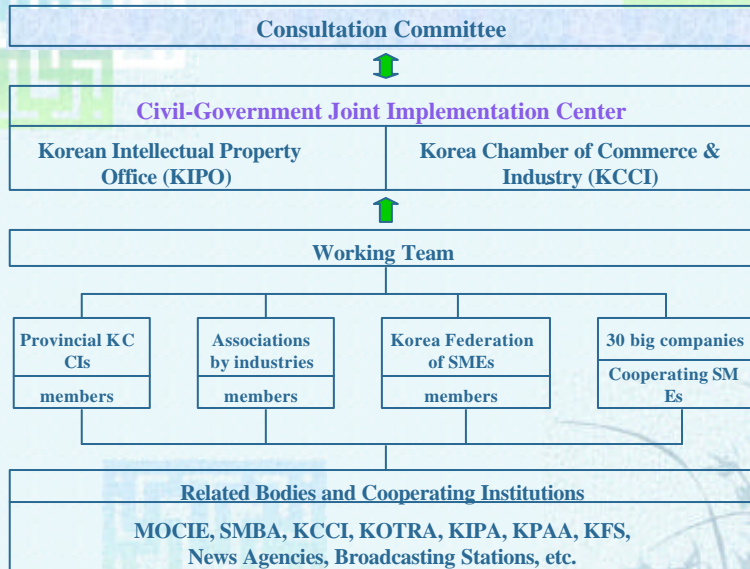 Consultation Committee
Civil-Government Joint Implementation Center
Korean Intellectual Property
Office (KIPO)
Korea Chamber of Commerce &
Industry (KCCI)
Working Team
Provincial KC
CIs
members
Associations
by industries
members
Korea Federation
of SMEs
members
30 big companies
Cooperating SM
Es
Related Bodies and Cooperating Institutions
MOCIE, SMBA, KCCI, KOTRA, KIPA, KPAA, KFS,
News Agencies, Broadcasting Stations, etc.